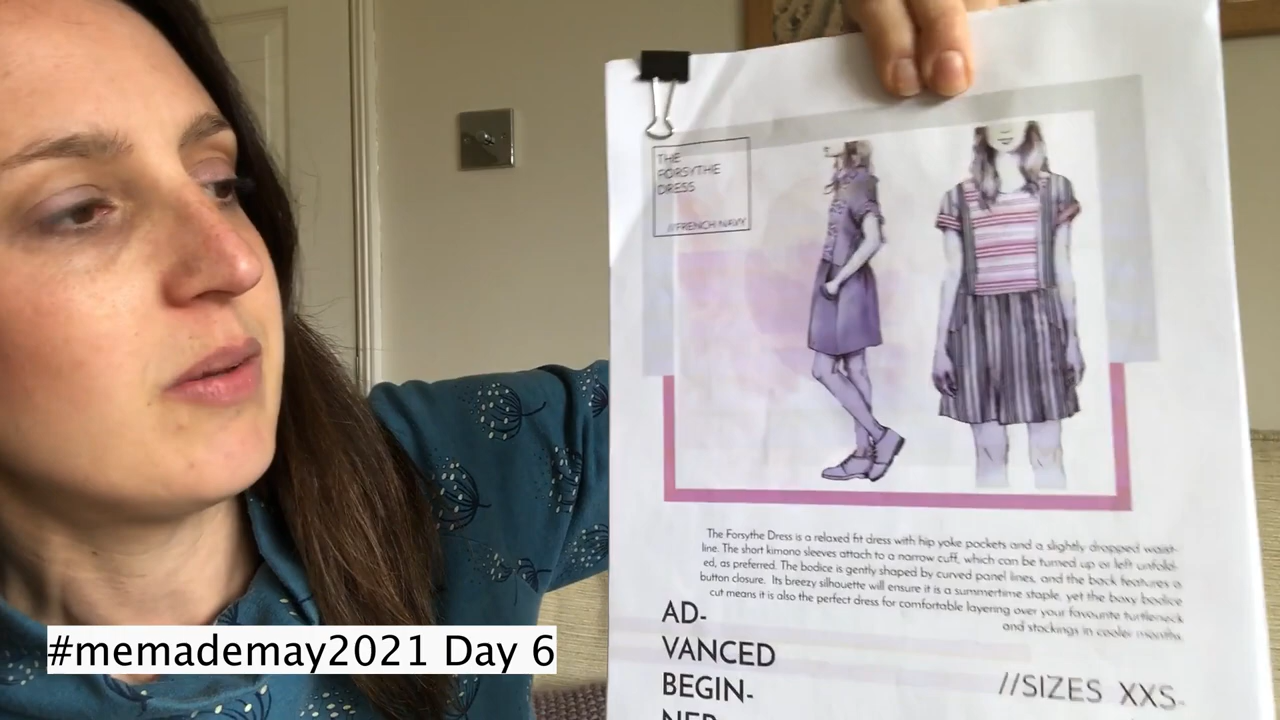 THE
FORSYTHE
DRESS
//FRENCH NAVY
The Forsythe Dress is a relaxed fit dress with hip yoke pockets and a slightly dropped waist-
line. The short kimono sleeves attach to a narrow cuff, which can be turned up or left unfold-
ed, as preferred. The bodice is gently shaped by curved panel lines, and the back features a
button closure. Its breezy silhouette will ensure it is a summertime staple, yet the boxy bodice
cut means it is also the perfect dress for comfortable layering over your favourite turtleneck
and stockings in cooler months.
AD-
VANCED
BEGIN-
NER
//SIZES XXS-
#memademay2021 Day 6